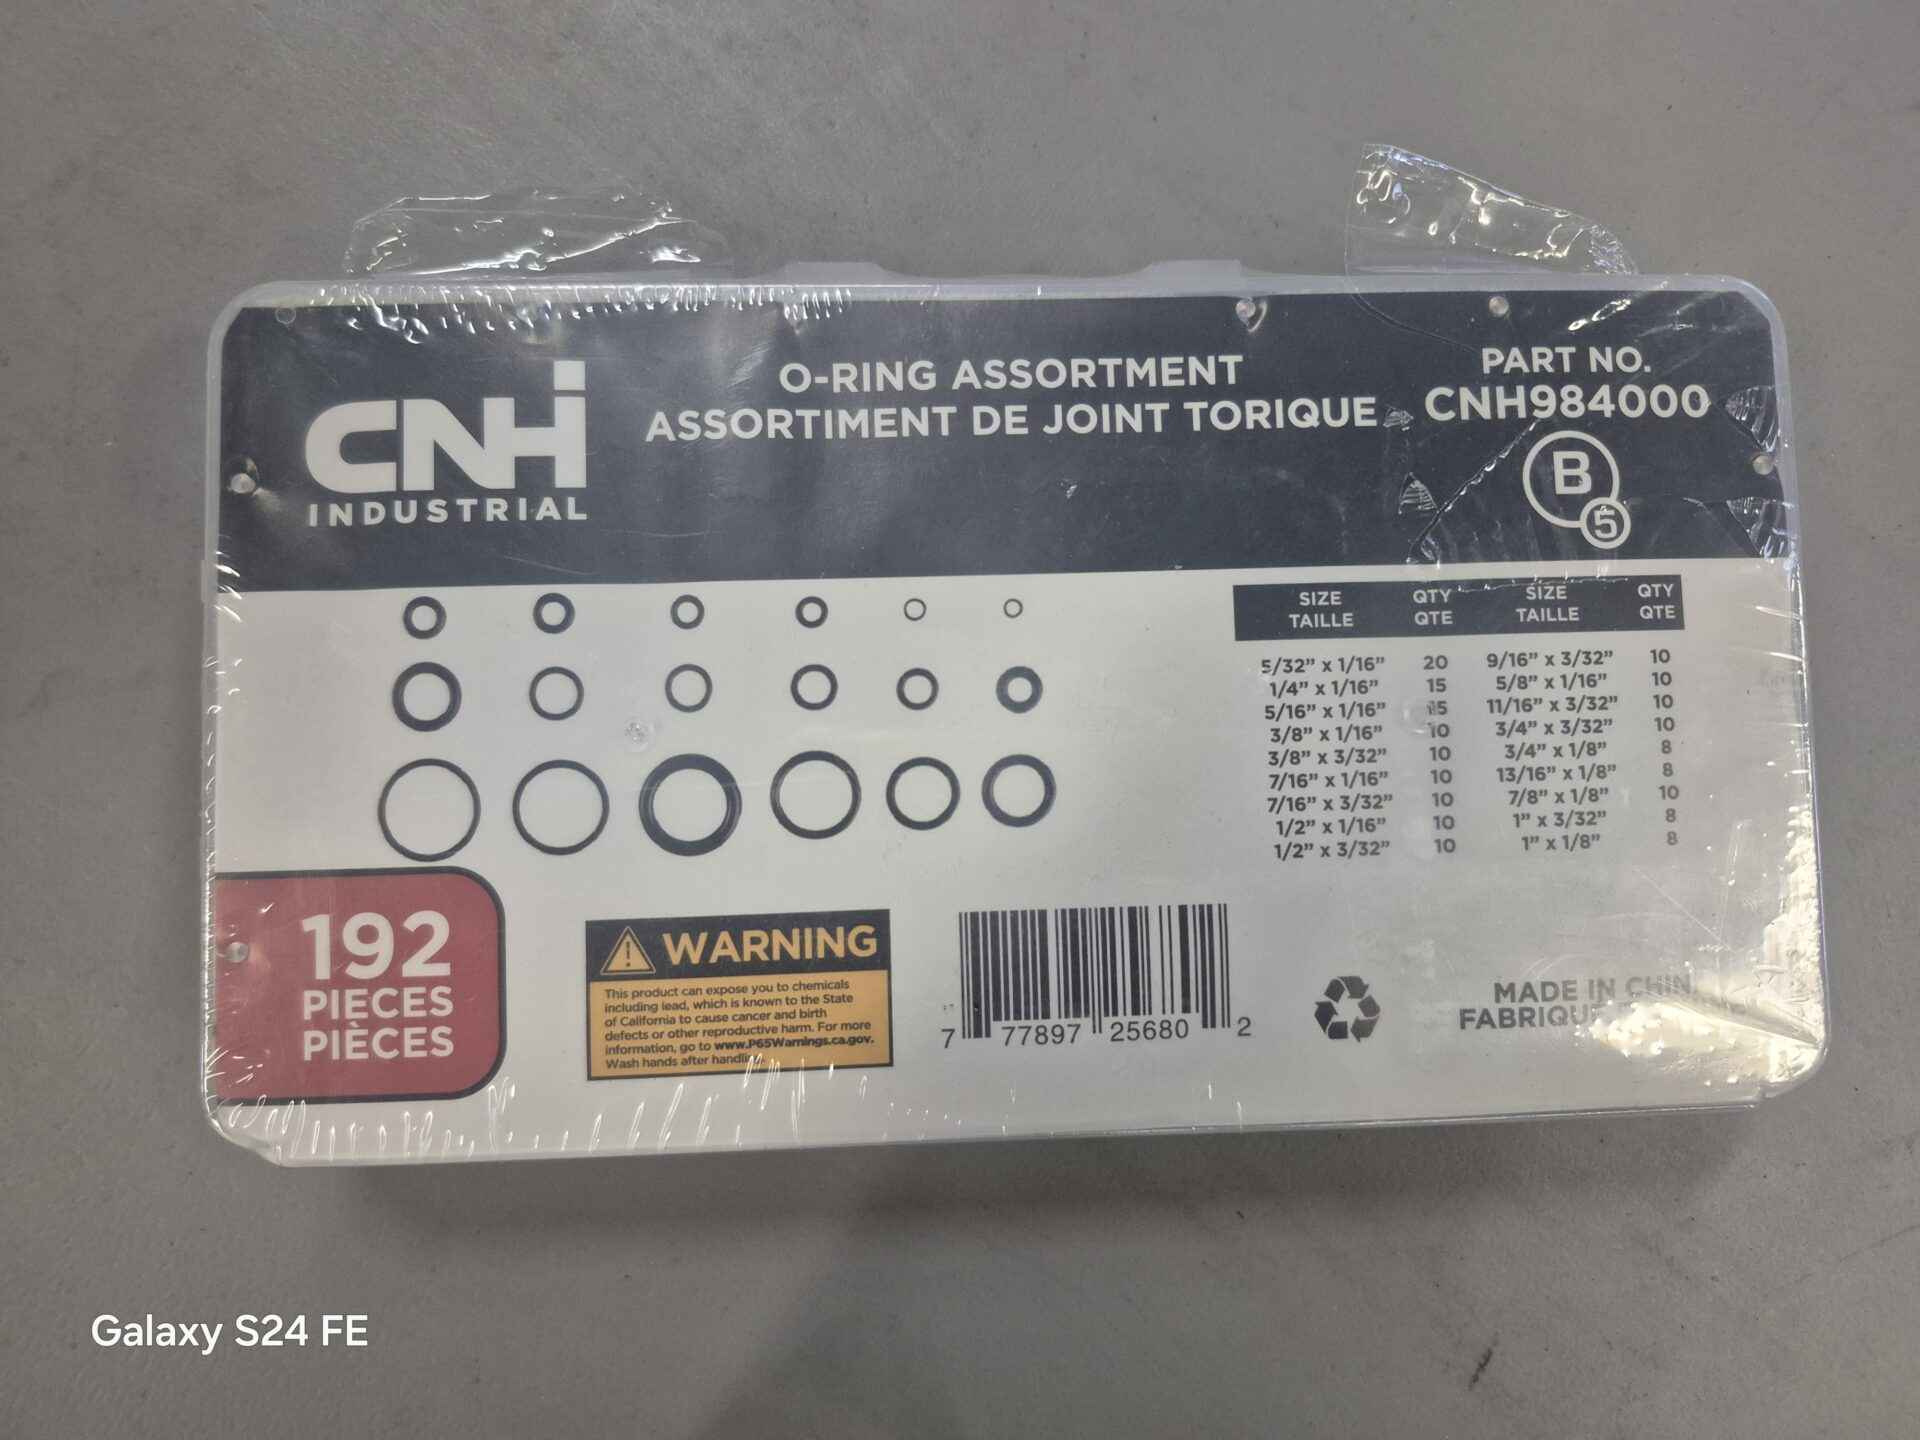 CNH
INDUSTRIAL
O-RING ASSORTMENT
ASSORTIMENT DE JOINT TORIQUE
PART NO.
CNH984000
B
5
SIZE QTY SIZE QTY
TAILLE QTE TAILLE QTE
5/32” x 1/16” 20 9/16” x 3/32” 10
1/4” x 1/16” 15 5/8” x 1/16” 10
5/16” x 1/16” 15 11/16” x 3/32” 10
3/8” x 1/16” 10 3/4” x 3/32” 10
3/8” x 3/32” 10 3/4” x 1/8” 8
7/16” x 1/16” 10 13/16” x 1/8” 8
7/16” x 3/32” 10 7/8” x 1/8” 10
1/2” x 1/16” 10 1” x 3/32” 8
1/2” x 3/32” 10 1” x 1/8” 8
192
PIECES
PIÈCES
WARNING
This product can expose you to chemicals
including lead, which is known to the State
of California to cause cancer and birth
defects or other reproductive harm. For more
information, go to www.P65Warnings.ca.gov.
Wash hands after handling.
7 77897 25680 2
MADE IN
Galaxy S24 FE